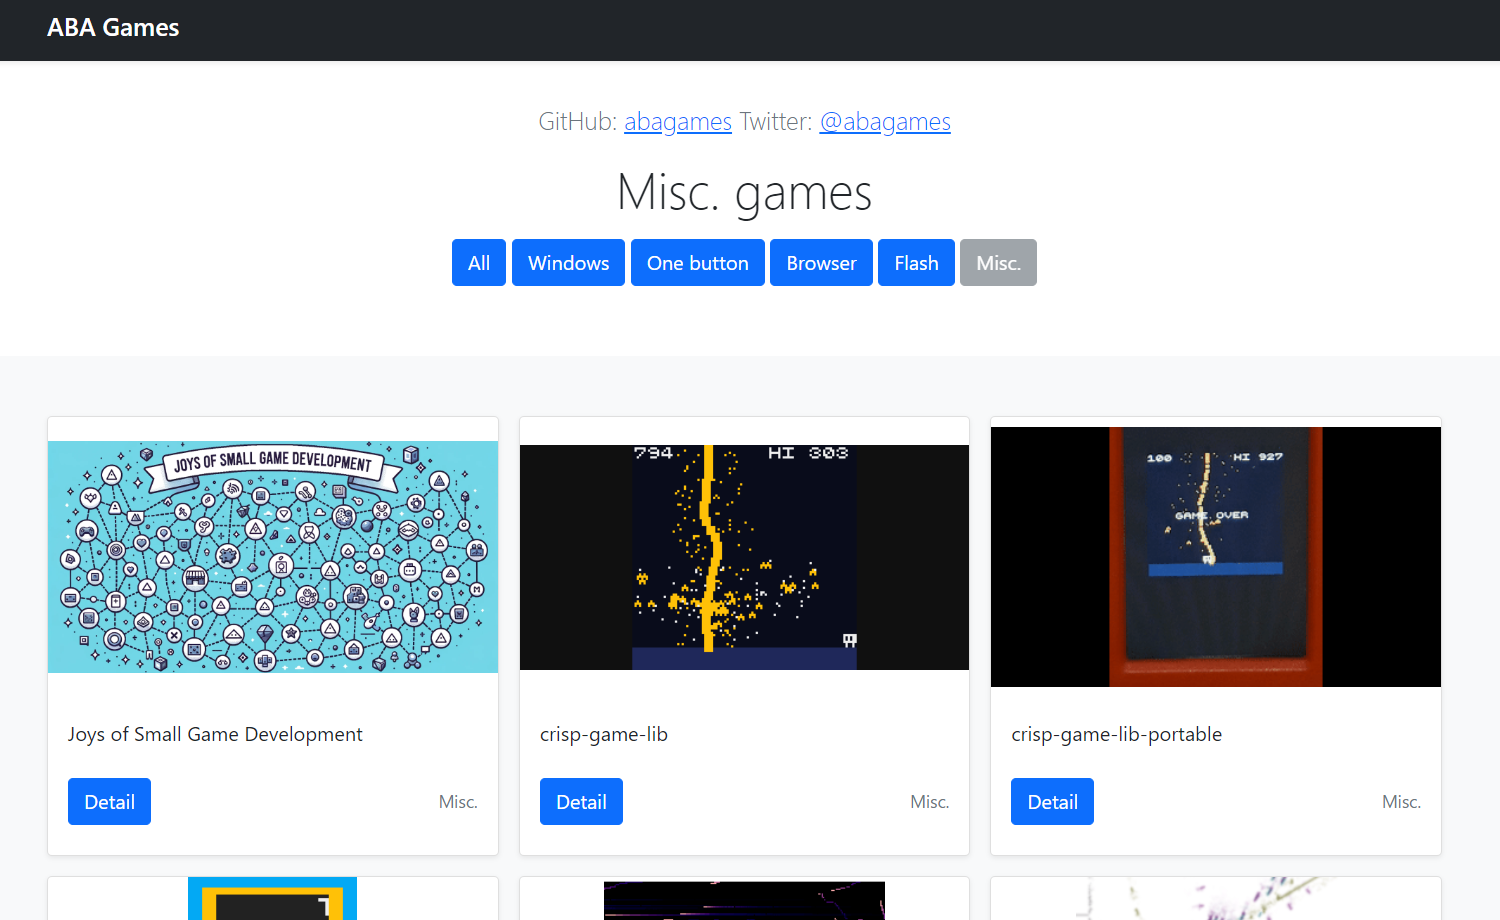 ABA Games
GitHub: abagames Twitter: @abagames
Misc. games
All Windows One button Browser Flash Misc.
JOYS OF SMALL GAME DEVELOPMENT
794 HI 303
100 HI 927
GAME OVER
Joys of Small Game Development
crisp-game-lib
crisp-game-lib-portable
Detail Misc.
Detail Misc.
Detail Misc.